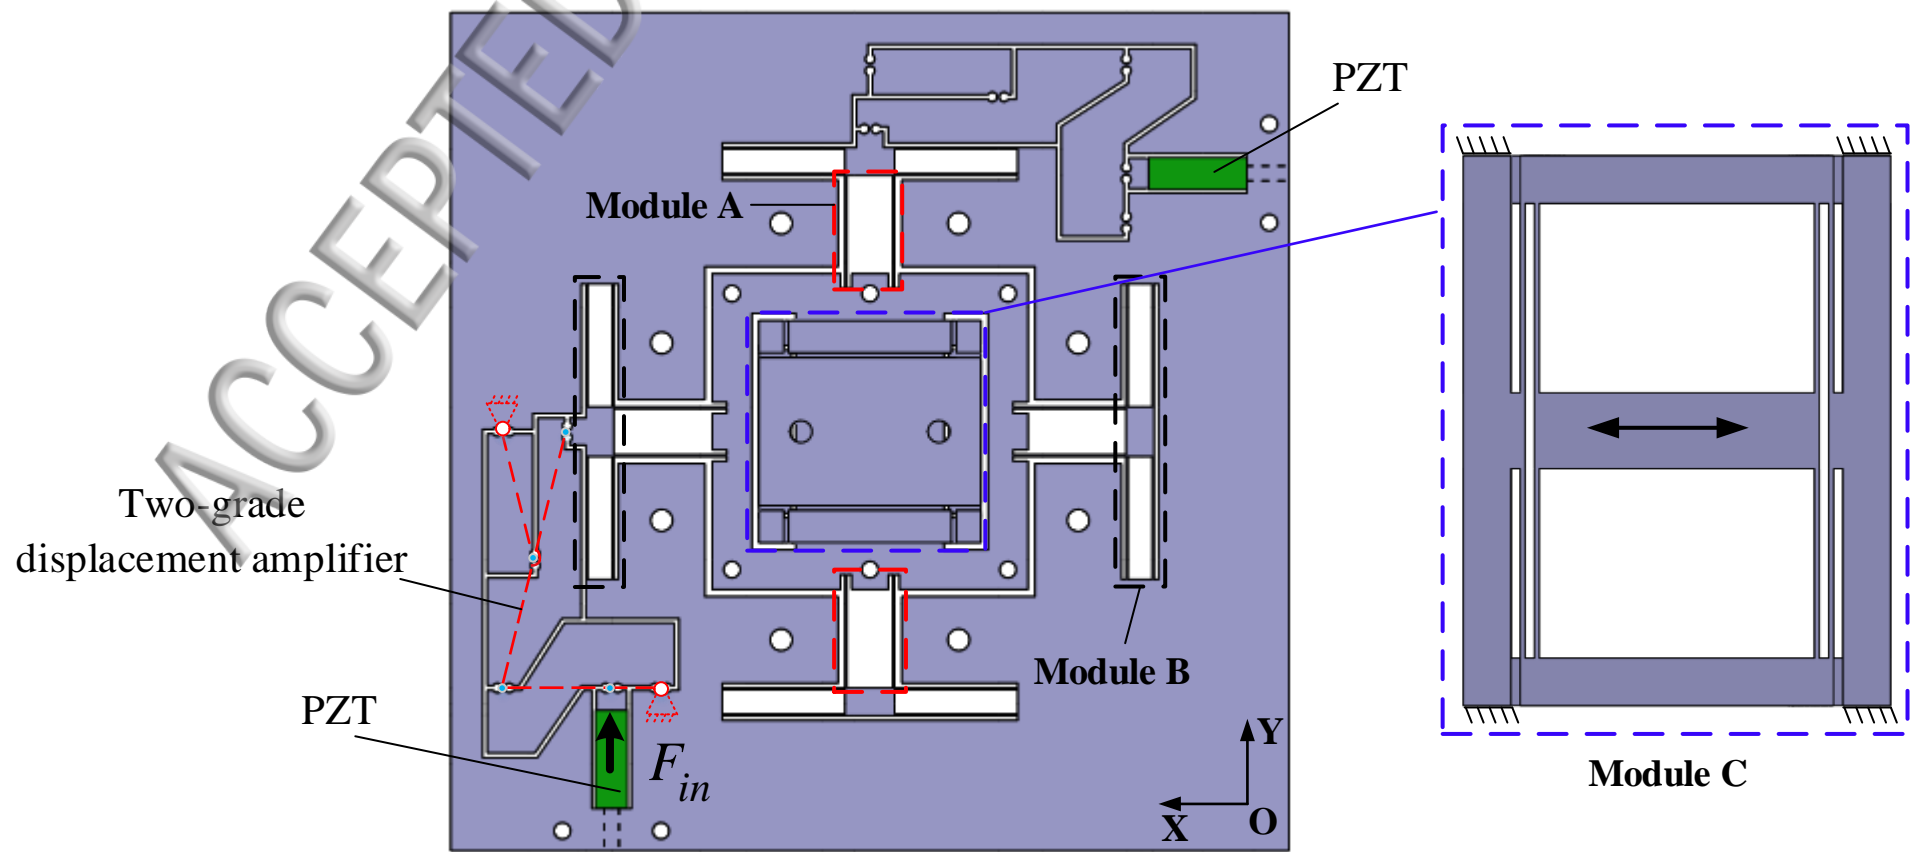 ACCEPTED
PZT
Module A
Two-grade
displacement amplifier
PZT
F in
Module B
Y
X
O
Module C